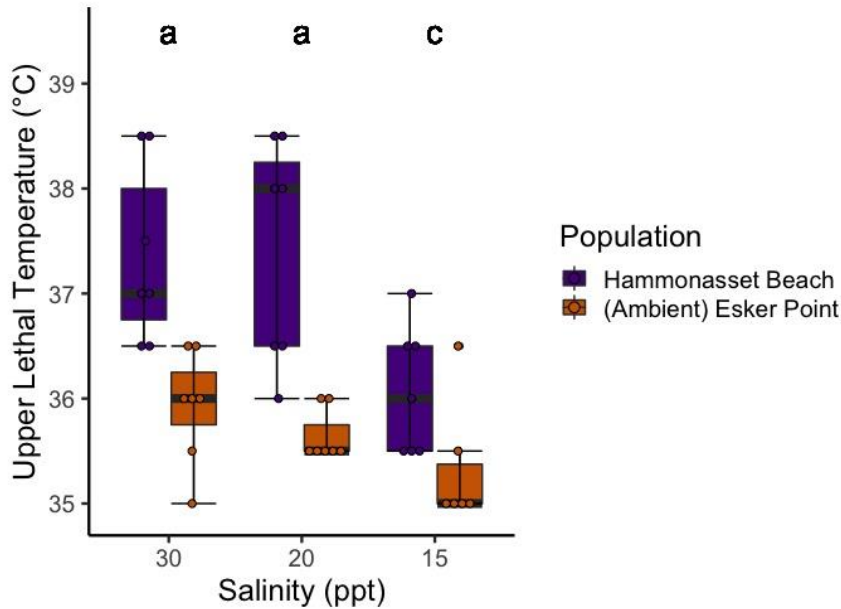 a a c
Upper Lethal Temperature (°C)
39
38
37
36
35
30 20 15
Salinity (ppt)
Population
Hammonasset Beach
(Ambient) Esker Point